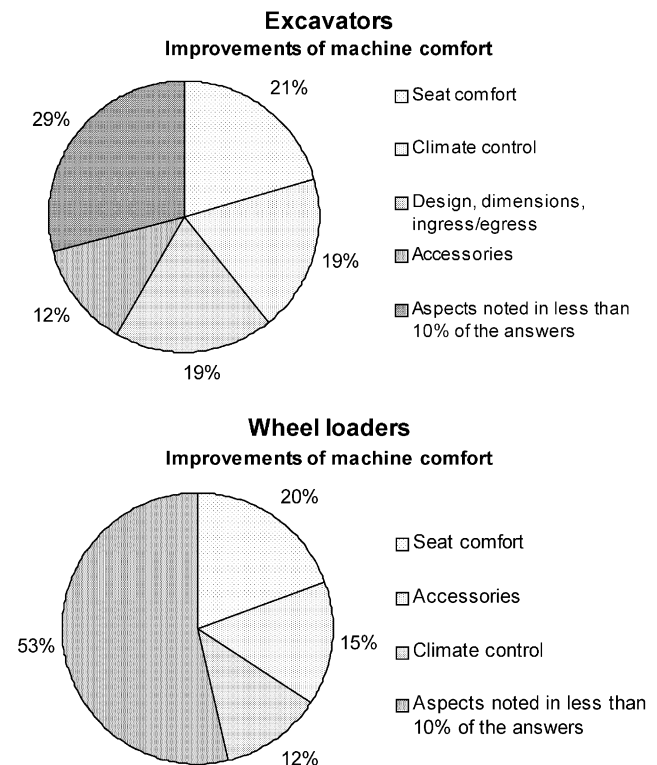 Excavators
Improvements of machine comfort
21%
29%
19%
12%
19%
Seat comfort
Climate control
Design, dimensions,
ingress/egress
Accessories
Aspects noted in less than
10% of the answers
Wheel loaders
Improvements of machine comfort
20%
53%
15%
12%
Seat comfort
Accessories
Climate control
Aspects noted in less than
10% of the answers